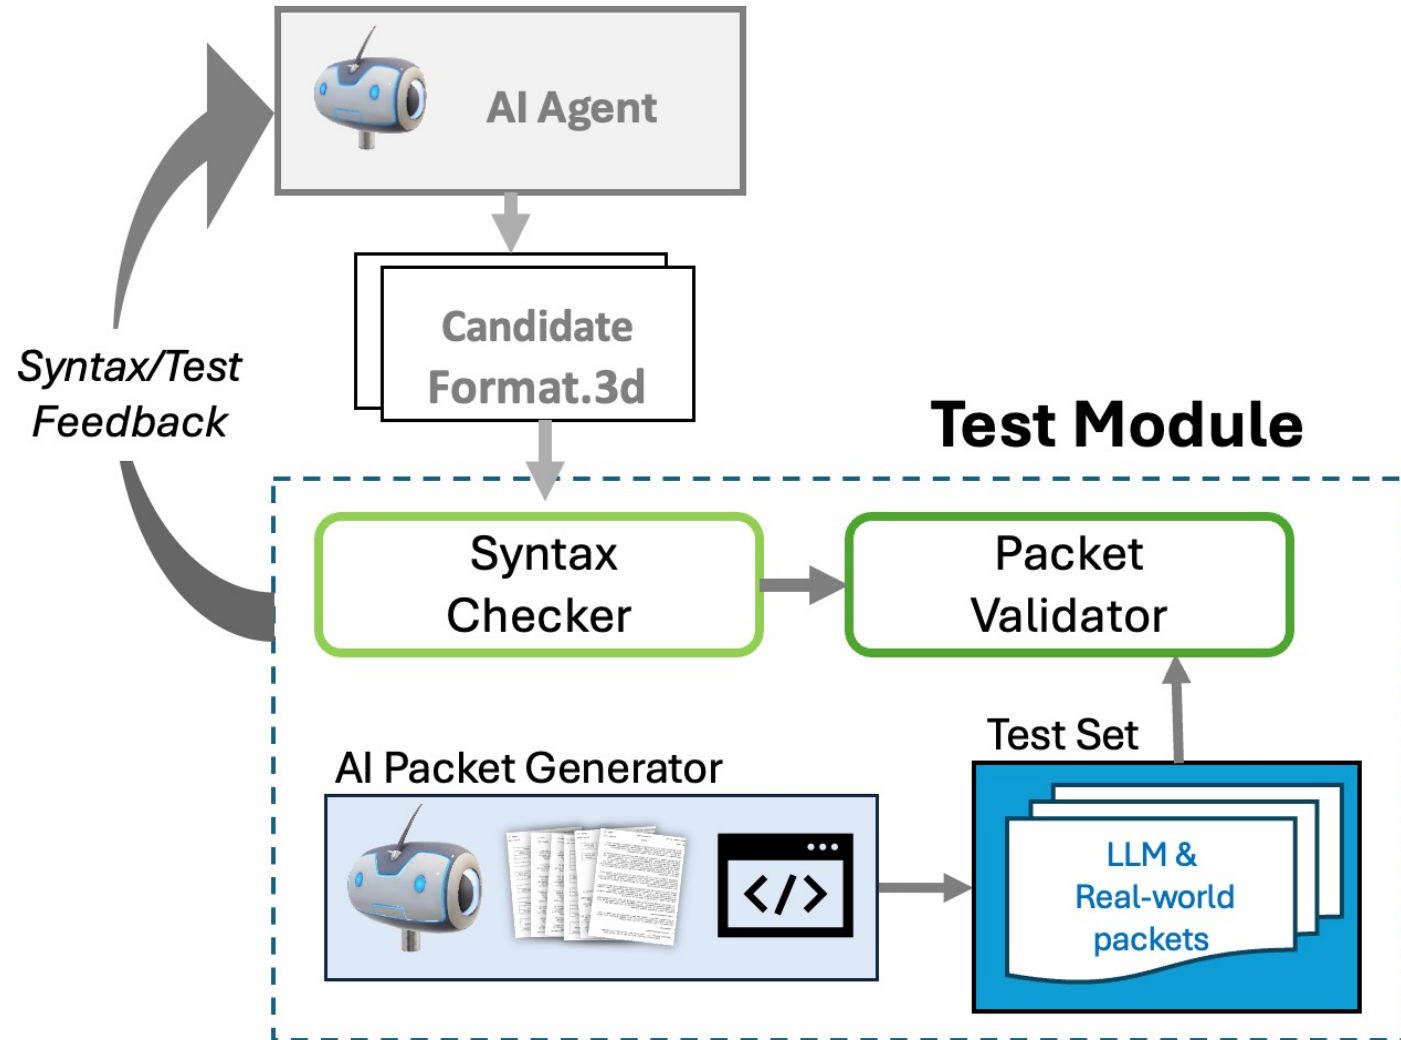 AI Agent
Candidate
Format.3d
Syntax/Test
Feedback
Test Module
Syntax
Checker
Packet
Validator
Test Set
AI Packet Generator
</>
LLM &
Real-world
packets